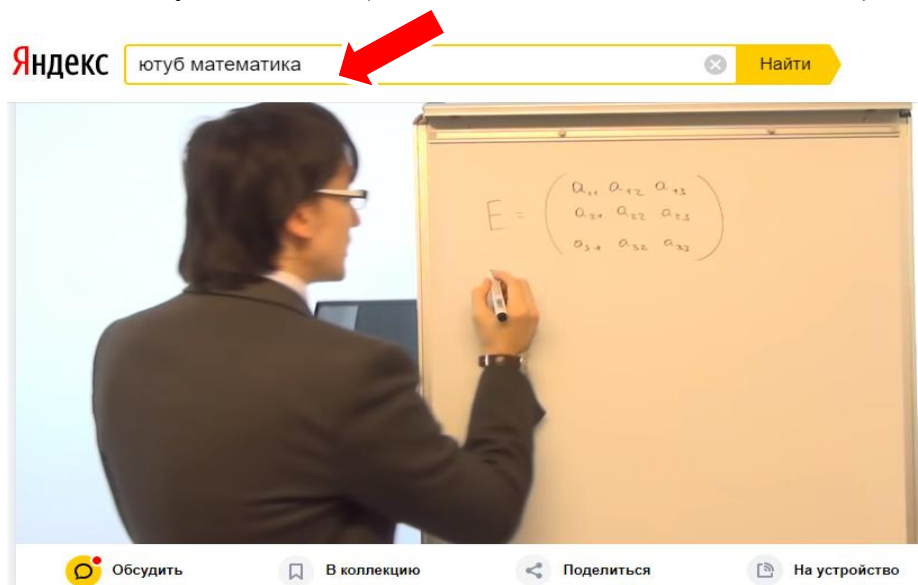 Яндекс ютуб математика Найти
E = ( a₁₁ a₁₂ a₁₃
a₂₁ a₂₂ a₂₃
a₃₁ a₃₂ a₃₃ )
Обсудить В коллекцию Поделиться На устройство